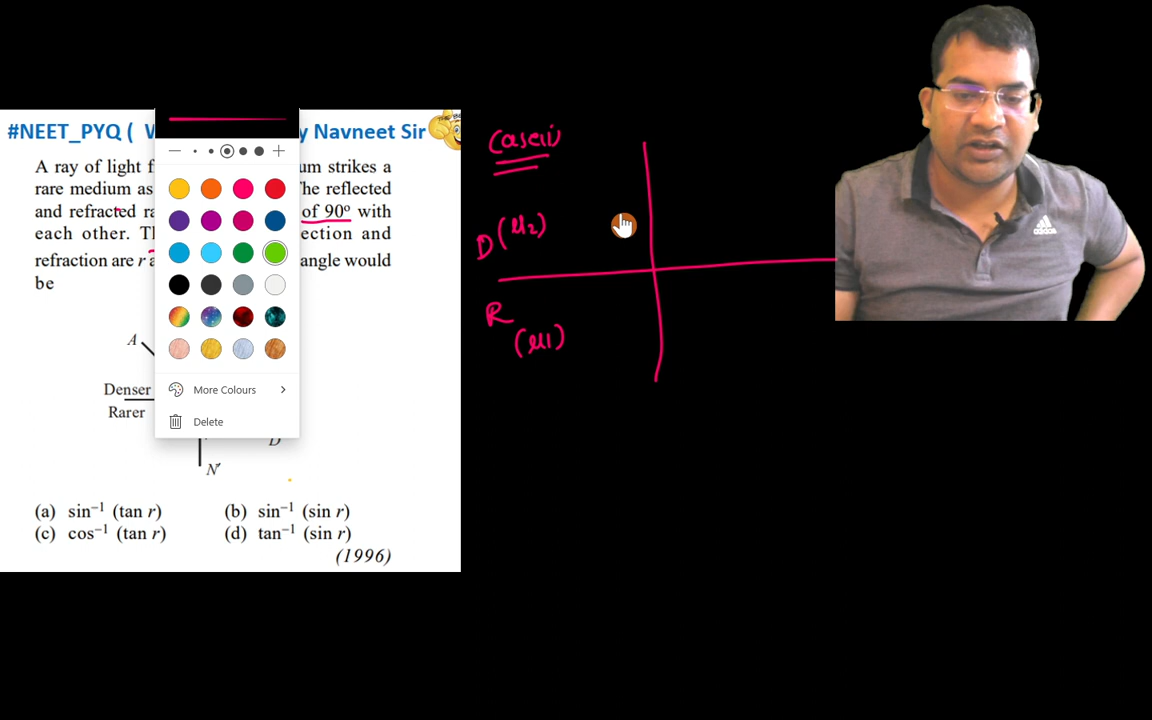 #NEET_PYQ ( W y Navneet Sir
A ray of light f um strikes a
rare medium as he reflected
and refracted ra of 90° with
each other. Th ection and
refraction are r a angle would
be
A
Denser
Rarer
D
N'
(a) sin⁻¹ (tan r) (b) sin⁻¹ (sin r)
(c) cos⁻¹ (tan r) (d) tan⁻¹ (sin r)
(1996)
More Colours
Delete
D (μ2)
R
(μ1)
adidas